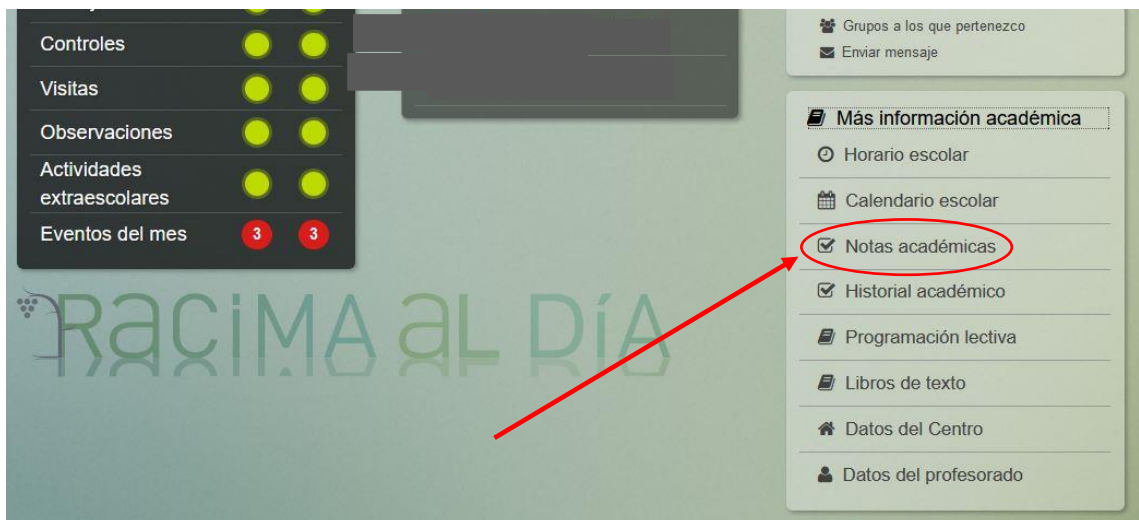 Controles
Visitas
Observaciones
Actividades
extraescolares
Eventos del mes 3 3
RACiMA AL DíA
Grupos a los que pertenezco
Enviar mensaje
Más información académica
Horario escolar
Calendario escolar
Notas académicas
Historial académico
Programación lectiva
Libros de texto
Datos del Centro
Datos del profesorado